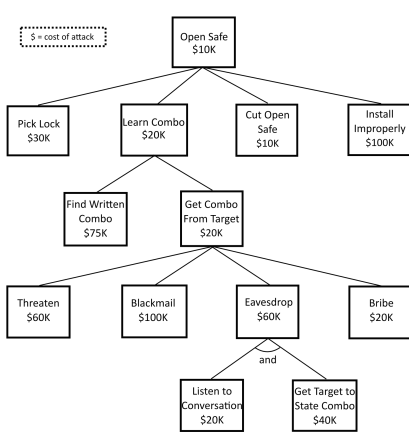 $ = cost of attack
Open Safe
$10K
Pick Lock
$30K
Learn Combo
$20K
Cut Open
Safe
$10K
Install
Improperly
$100K
Find Written
Combo
$75K
Get Combo
From Target
$20K
Threaten
$60K
Blackmail
$100K
Eavesdrop
$60K
Bribe
$20K
and
Listen to
Conversation
$20K
Get Target to
State Combo
$40K